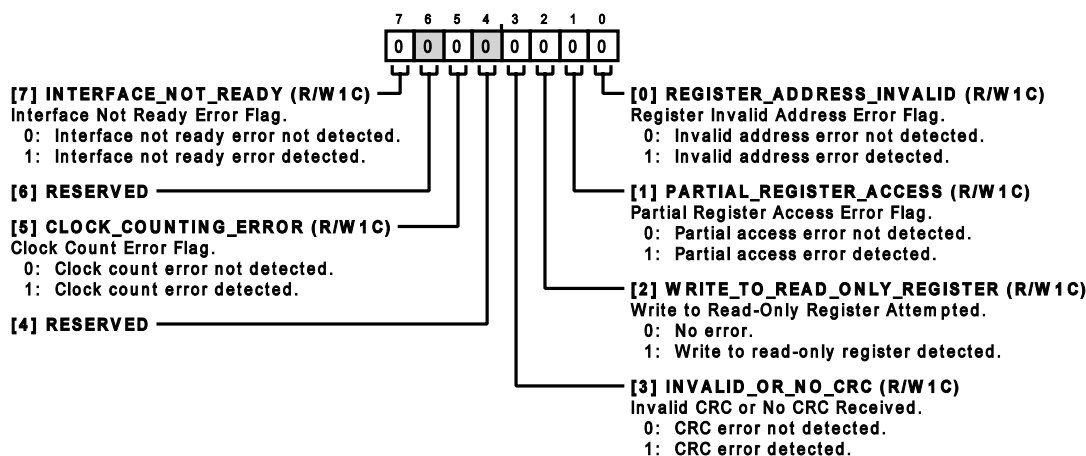 7 6 5 4 3 2 1 0
0 0 0 0 0 0 0 0
[7] INTERFACE_NOT_READY (R/W1C)
Interface Not Ready Error Flag.
0: Interface not ready error not detected.
1: Interface not ready error detected.
[6] RESERVED
[5] CLOCK_COUNTING_ERROR (R/W1C)
Clock Count Error Flag.
0: Clock count error not detected.
1: Clock count error detected.
[4] RESERVED
[0] REGISTER_ADDRESS_INVALID (R/W1C)
Register Invalid Address Error Flag.
0: Invalid address error not detected.
1: Invalid address error detected.
[1] PARTIAL_REGISTER_ACCESS (R/W1C)
Partial Register Access Error Flag.
0: Partial access error not detected.
1: Partial access error detected.
[2] WRITE_TO_READ_ONLY_REGISTER (R/W1C)
Write to Read-Only Register Attempted.
0: No error.
1: Write to read-only register detected.
[3] INVALID_OR_NO_CRC (R/W1C)
Invalid CRC or No CRC Received.
0: CRC error not detected.
1: CRC error detected.